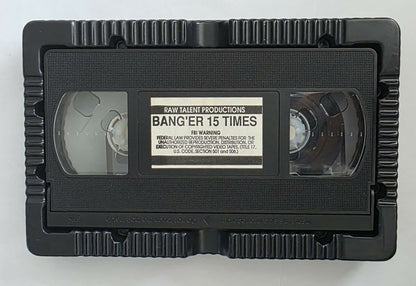 RAW TALENT PRODUCTIONS
BANG'ER 15 TIMES
FBI WARNING
FEDERAL LAW PROVIDES SEVERE PENALTIES FOR THE
UNAUTHORIZED REPRODUCTION, DISTRIBUTION, OR
EXECUTION OF COPYRIGHTED VIDEO TAPES, (TITLE 17,
U.S. CODE, SECTION 501 and 506.)